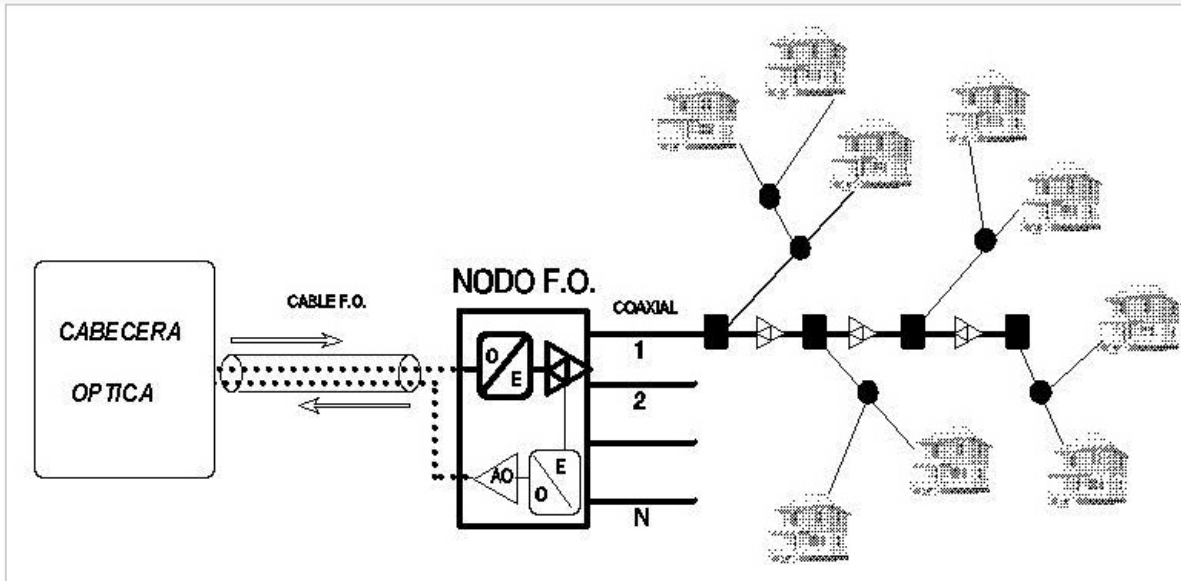 CABECERA
OPTICA
CABLE F.O.
NODO F.O.
O
E
AO
E
O
COAXIAL
1
2
N